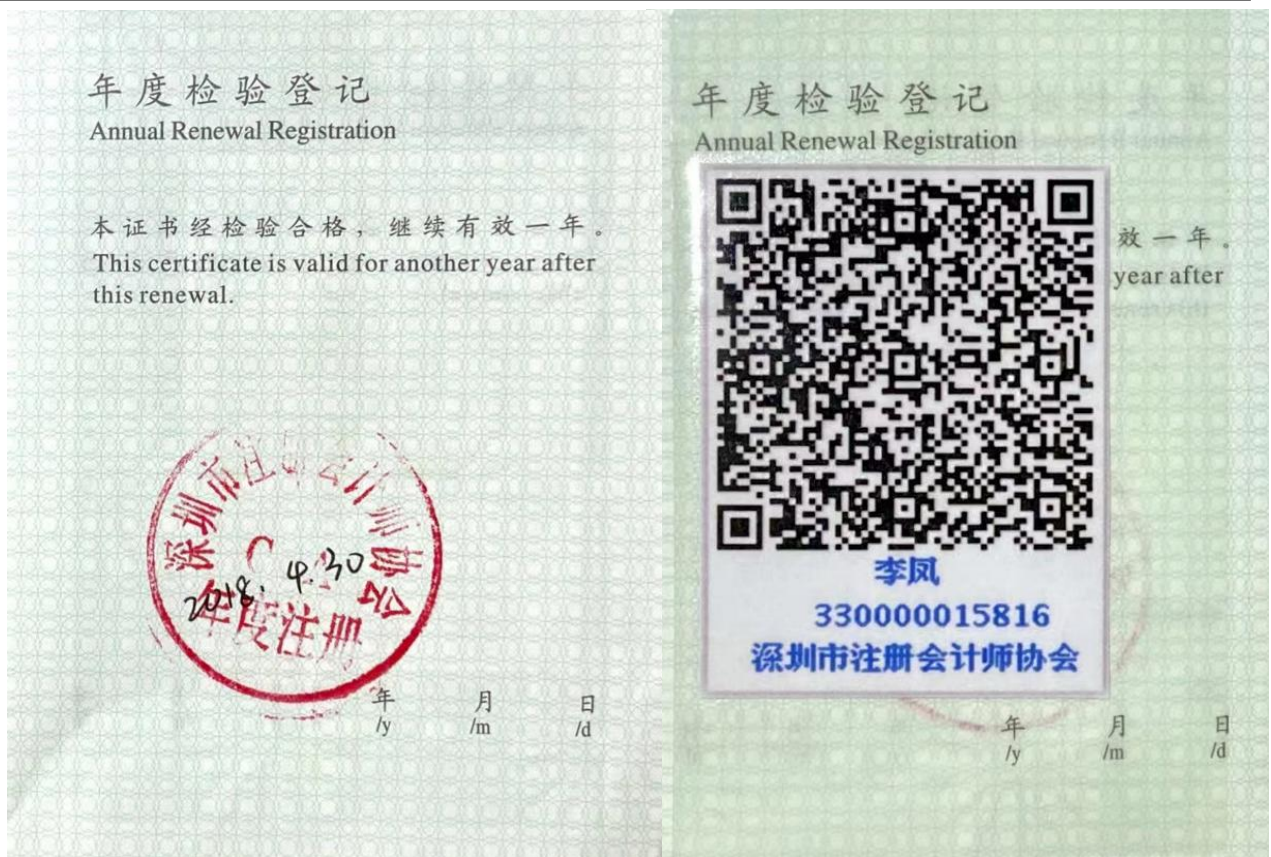 年度检验登记
Annual Renewal Registration
本证书经检验合格，继续有效一年。
This certificate is valid for another year after
this renewal.
深圳市注册会计师协会
2018.4.30
年 月 日
/y /m /d
年度检验登记
Annual Renewal Registration
效一年。
year after
李凤
330000015816
深圳市注册会计师协会
年 月 日
/y /m /d